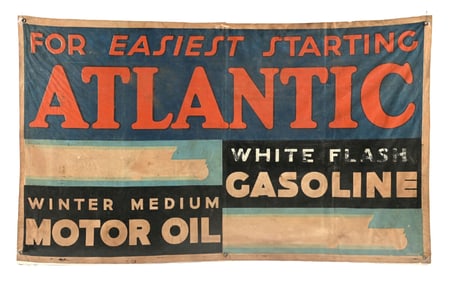 FOR EASIEST STARTING
ATLANTIC
WHITE FLASH
GASOLINE
WINTER MEDIUM
MOTOR OIL